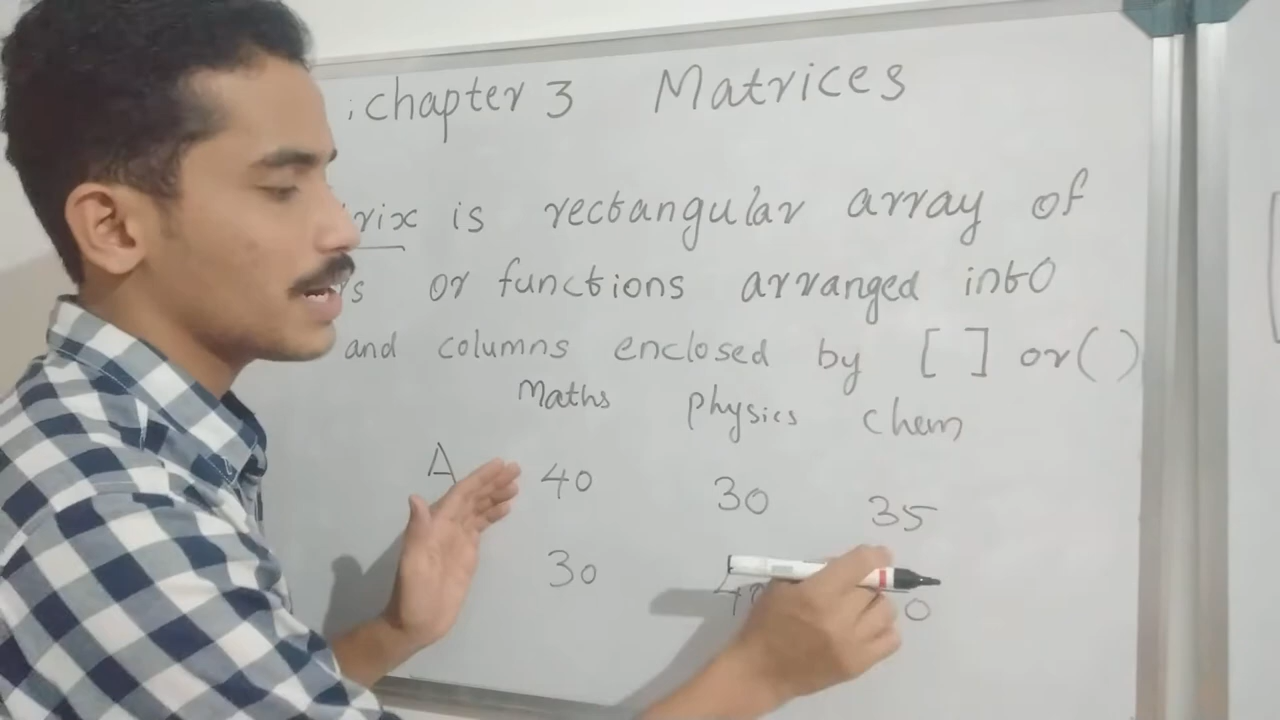 chapter 3 Matrices
is rectangular array of
or functions arranged into
and columns enclosed by [ ] or ( )
Maths Physics chem
A 40 30 35
30